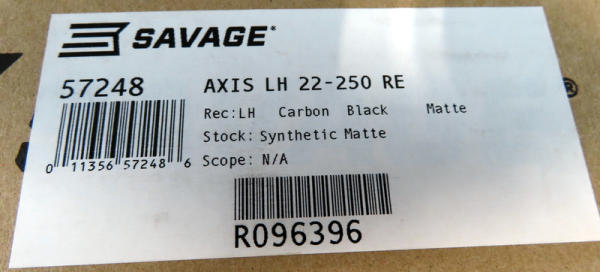 SAVAGE®
57248
AXIS LH 22-250 RE
Rec:LH Carbon Black Matte
Stock: Synthetic Matte
Scope: N/A
0 11356 57248 6
R096396
®